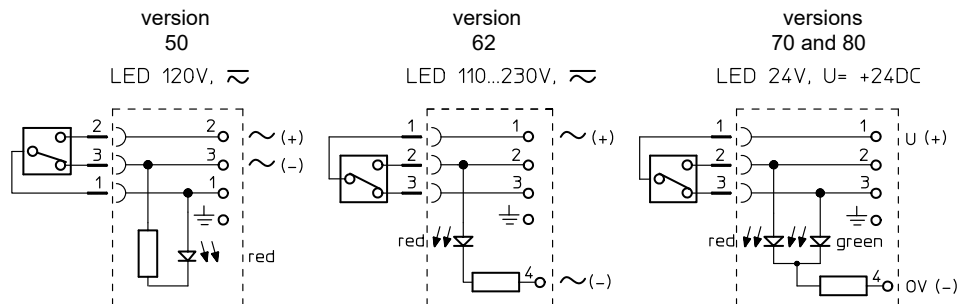 version
50
LED 120V, ⎓
2 2 ~ (+)
3 3 ~ (-)
1 1
red
version
62
LED 110...230V, ⎓
1 1 ~ (+)
2 2
3 3
red
4 ~ (-)
versions
70 and 80
LED 24V, U= +24DC
1 1 U (+)
2 2
3 3
red green
4 0V (-)